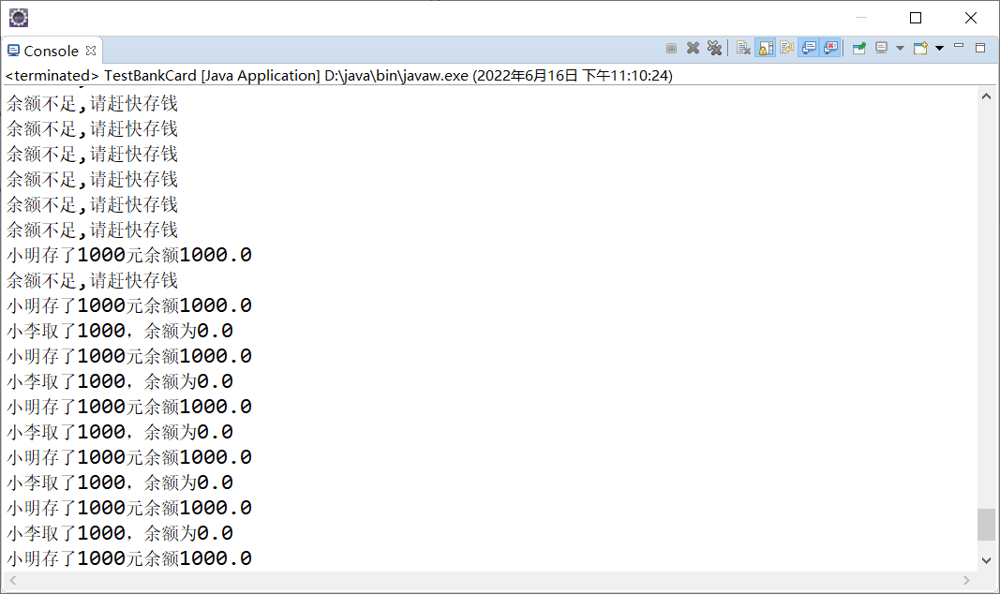 Console
<terminated> TestBankCard [Java Application] D:\java\bin\javaw.exe (2022年6月16日 下午11:10:24)
余额不足,请赶快存钱
余额不足,请赶快存钱
余额不足,请赶快存钱
余额不足,请赶快存钱
余额不足,请赶快存钱
余额不足,请赶快存钱
小明存了1000元余额1000.0
余额不足,请赶快存钱
小明存了1000元余额1000.0
小李取了1000，余额为0.0
小明存了1000元余额1000.0
小李取了1000，余额为0.0
小明存了1000元余额1000.0
小李取了1000，余额为0.0
小明存了1000元余额1000.0
小李取了1000，余额为0.0
小明存了1000元余额1000.0
小李取了1000，余额为0.0
小明存了1000元余额1000.0